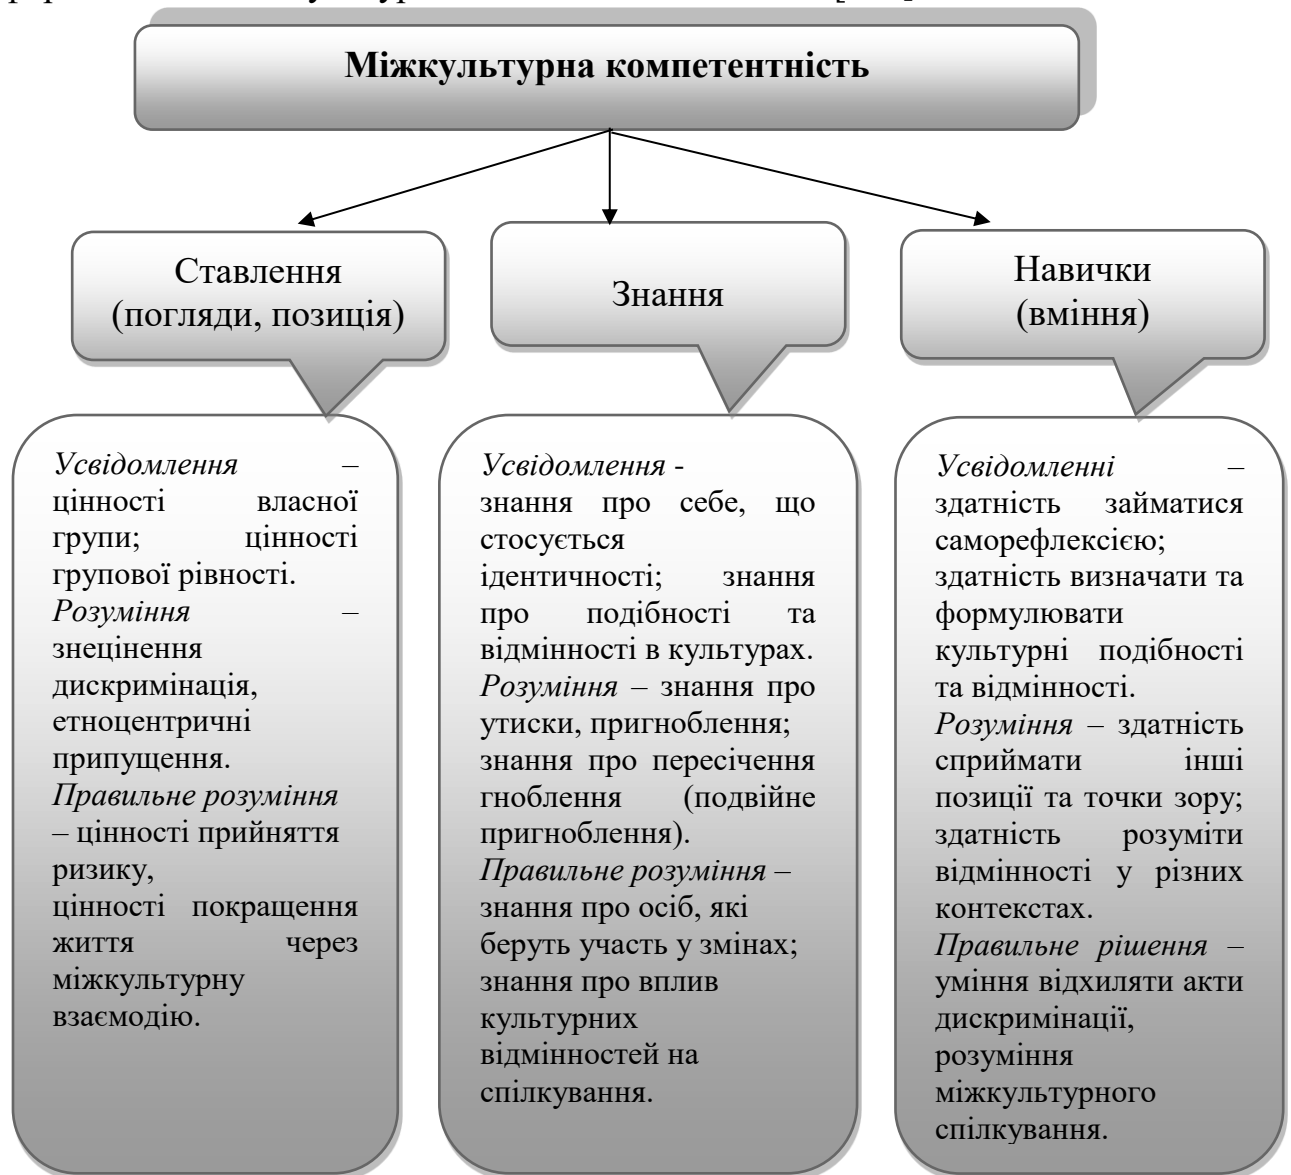 Міжкультурна компетентність
Ставлення
(погляди, позиція)
Знання
Навички
(вміння)
Усвідомлення –
цінності власної
групи; цінності
групової рівності.
Розуміння –
знецінення
дискримінація,
етноцентричні
припущення.
Правильне розуміння
– цінності прийняття
ризику,
цінності покращення
життя через
міжкультурну
взаємодію.
Усвідомлення -
знання про себе, що
стосується
ідентичності; знання
про подібності та
відмінності в культурах.
Розуміння – знання про
утиски, пригноблення;
знання про пересічення
гноблення (подвійне
пригноблення).
Правильне розуміння –
знання про осіб, які
беруть участь у змінах;
знання про вплив
культурних
відмінностей на
спілкування.
Усвідомленні –
здатність займатися
саморефлексією;
здатність визначати та
формулювати
культурні подібності
та відмінності.
Розуміння – здатність
сприймати інші
позиції та точки зору;
здатність розуміти
відмінності у різних
контекстах.
Правильне рішення –
уміння відхиляти акти
дискримінації,
розуміння
міжкультурного
спілкування.